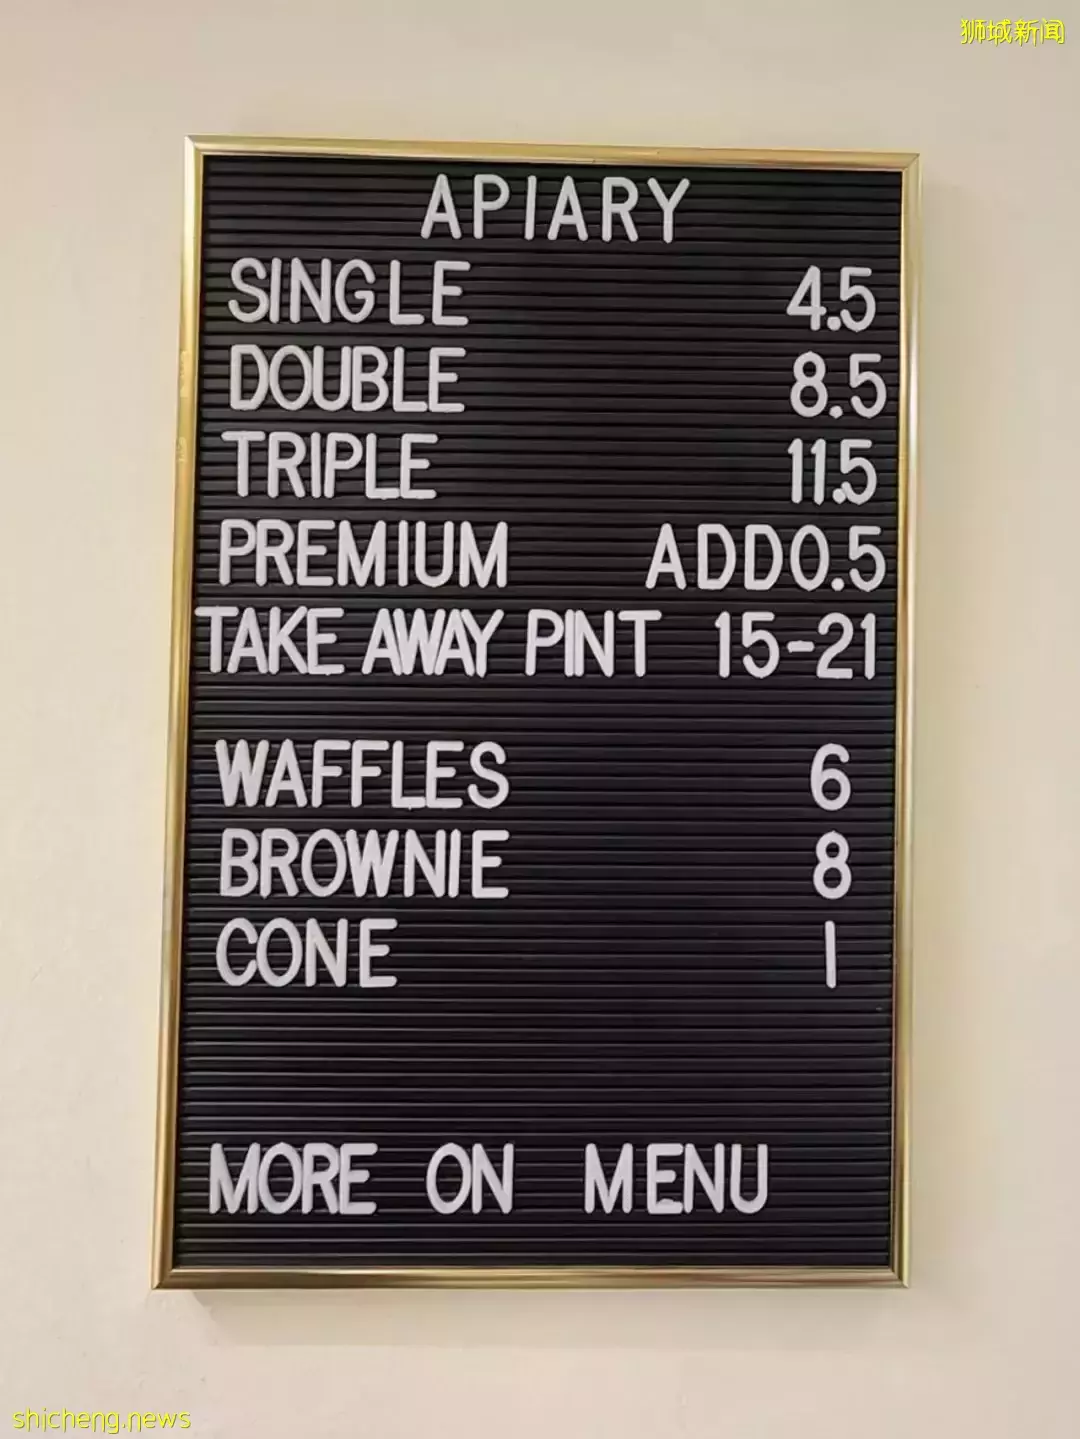 狮城新闻
APIARY
SINGLE 4.5
DOUBLE 8.5
TRIPLE 11.5
PREMIUM ADD0.5
TAKE AWAY PINT 15-21
WAFFLES 6
BROWNIE 8
CONE 1
MORE ON MENU
shicheng.news